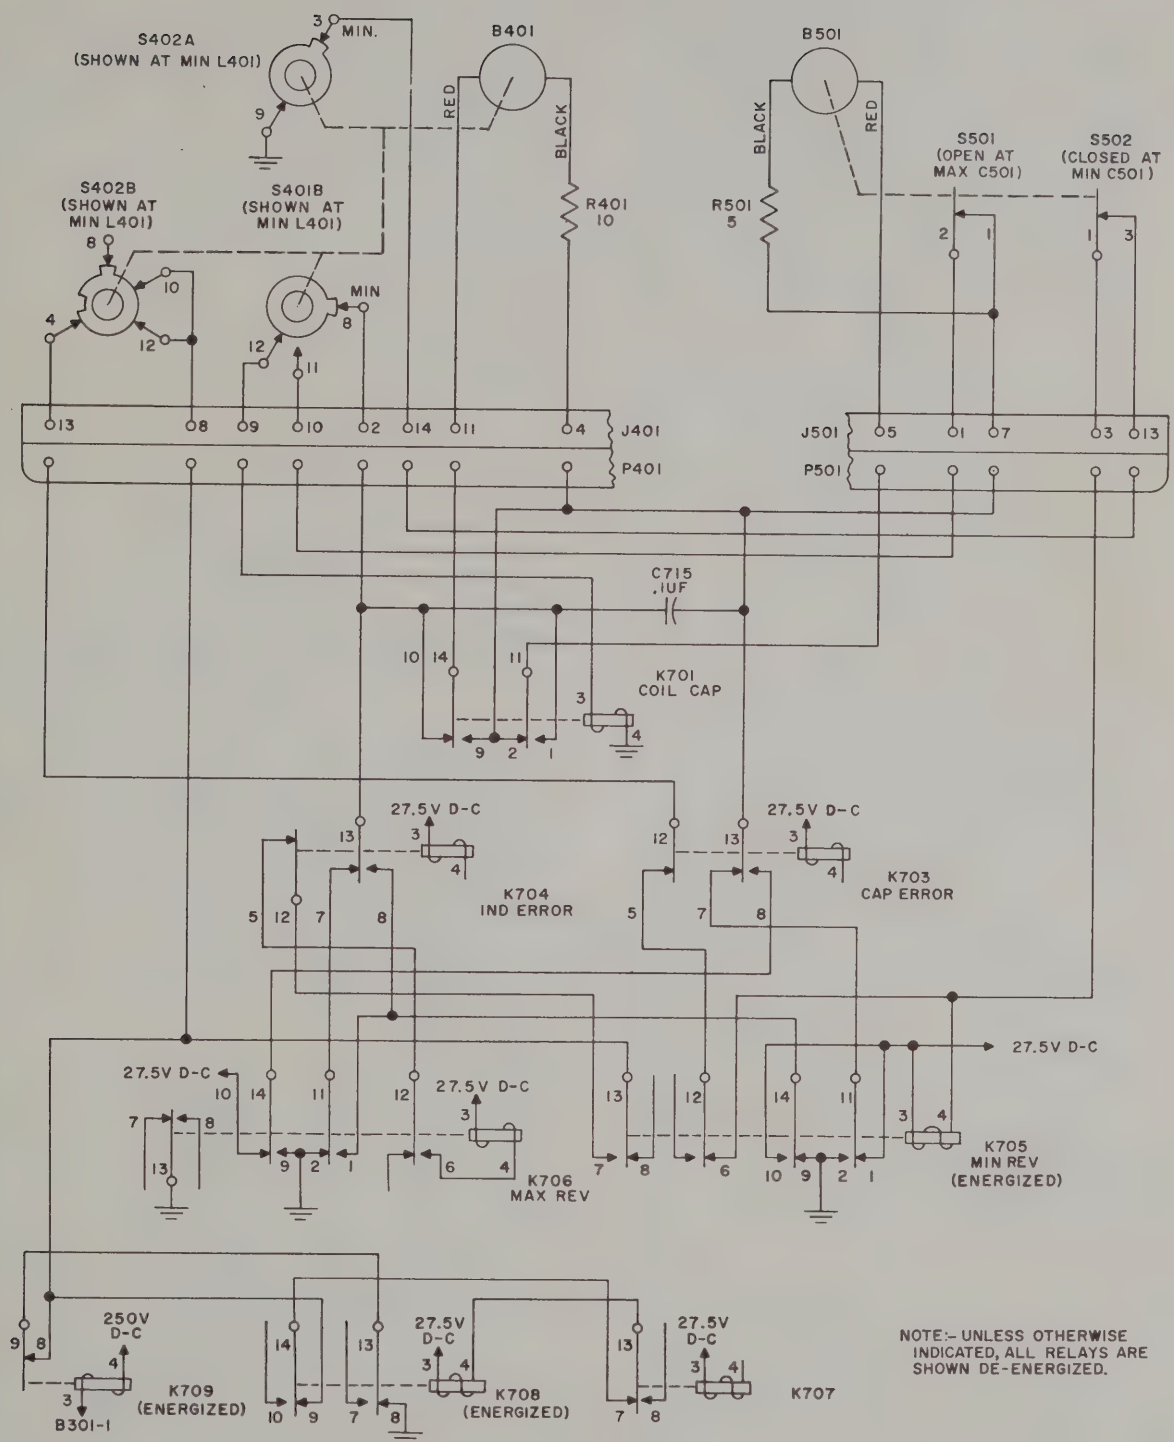 3
MIN.
B401
B501
S402A
(SHOWN AT MIN L401)
9
RED
BLACK
BLACK
RED
S501
(OPEN AT
MAX C501)
S502
(CLOSED AT
MIN C501)
S402B
(SHOWN AT
MIN L401)
S401B
(SHOWN AT
MIN L401)
R401
10
R501
5
2
1
1
3
8
10
4
12
12
11
MIN
8
13
8
9
10
2
14
11
4
J401
J501
5
1
7
3
13
P401
P501
C715
.1UF
10
14
11
K701
COIL CAP
3
4
9
2
1
27.5V D-C
27.5V D-C
13
3
4
12
13
3
4
K704
IND ERROR
K703
CAP ERROR
5
12
7
8
5
7
8
27.5V D-C
27.5V D-C
10
14
11
12
27.5V D-C
3
13
12
14
11
3
4
7
8
13
9
2
1
6
4
K706
MAX REV
7
8
6
10
9
2
1
K705
MIN REV
(ENERGIZED)
9
8
250V
D-C
4
3
B301-1
K709
(ENERGIZED)
14
13
27.5V
D-C
3
4
10
9
7
8
K708
(ENERGIZED)
13
27.5V
D-C
3
4
7
8
K707
NOTE:- UNLESS OTHERWISE
INDICATED, ALL RELAYS ARE
SHOWN DE-ENERGIZED.